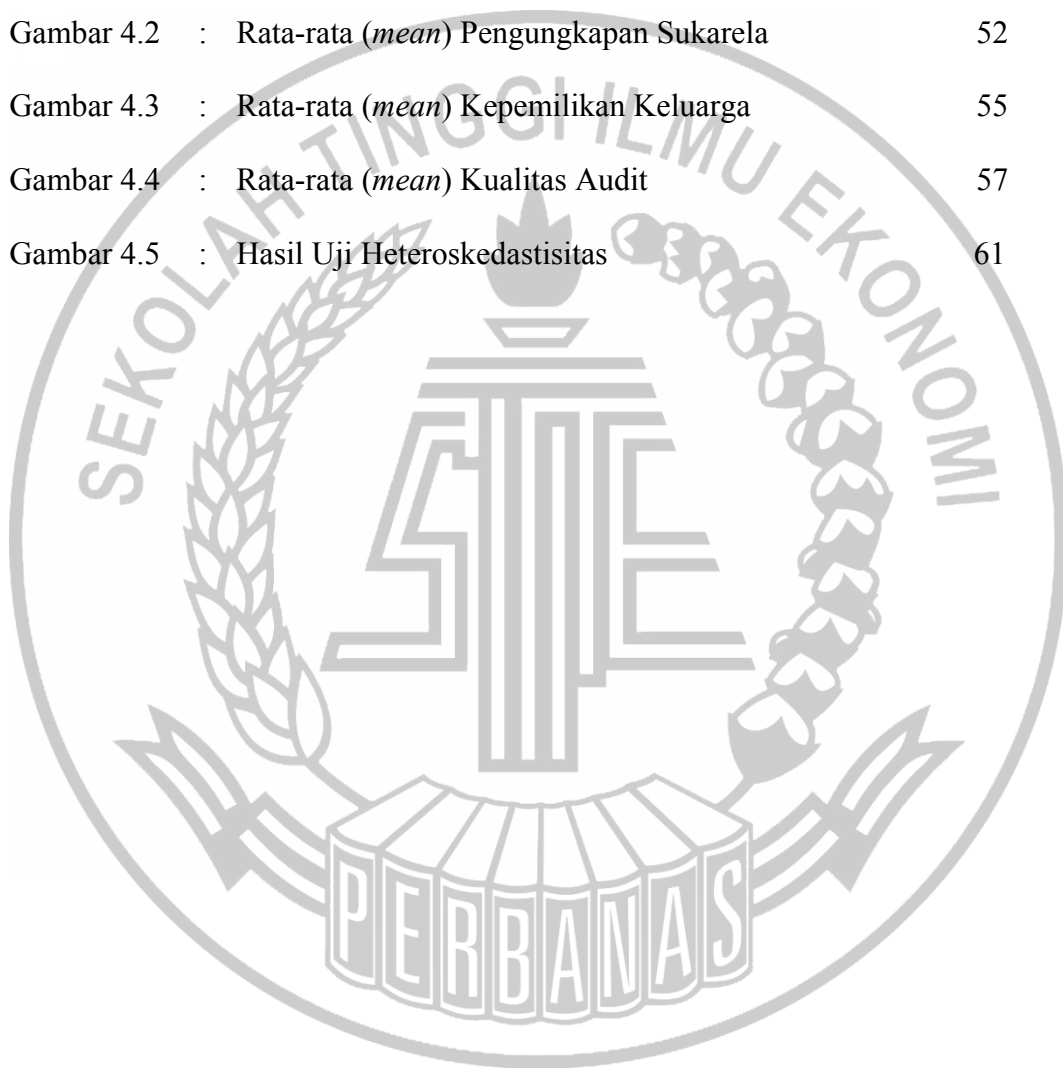 Gambar 4.2 : Rata-rata (mean) Pengungkapan Sukarela 52
Gambar 4.3 : Rata-rata (mean) Kepemilikan Keluarga 55
Gambar 4.4 : Rata-rata (mean) Kualitas Audit 57
Gambar 4.5 : Hasil Uji Heteroskedastisitas 61
SEKOLAH TINGGI ILMU EKONOMI
STIE
PERBANAS